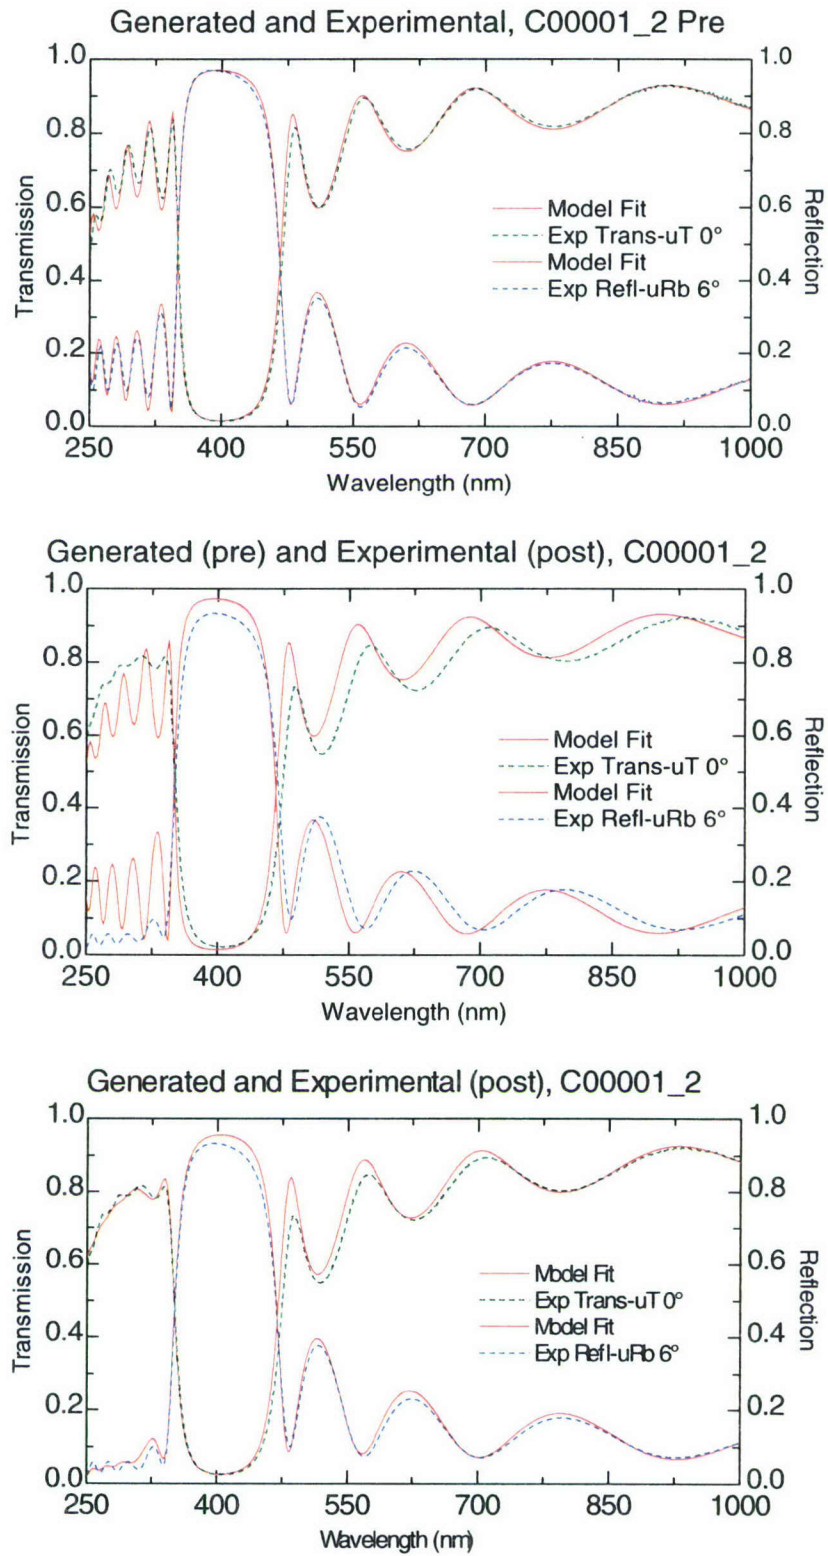 Generated and Experimental, C00001_2 Pre
1.0
1.0
0.8
0.8
0.6
0.6
0.4
0.4
0.2
0.2
0.0
0.0
Transmission
Reflection
Model Fit
Exp Trans-uT 0°
Model Fit
Exp Refl-uRb 6°
250
400
550
700
850
1000
Wavelength (nm)
Generated (pre) and Experimental (post), C00001_2
1.0
1.0
0.8
0.8
0.6
0.6
0.4
0.4
0.2
0.2
0.0
0.0
Transmission
Reflection
Model Fit
Exp Trans-uT 0°
Model Fit
Exp Refl-uRb 6°
250
400
550
700
850
1000
Wavelength (nm)
Generated and Experimental (post), C00001_2
1.0
1.0
0.8
0.8
0.6
0.6
0.4
0.4
0.2
0.2
0.0
0.0
Transmission
Reflection
Model Fit
Exp Trans-uT 0°
Model Fit
Exp Refl-uRb 6°
250
400
550
700
850
1000
Wavelength (nm)